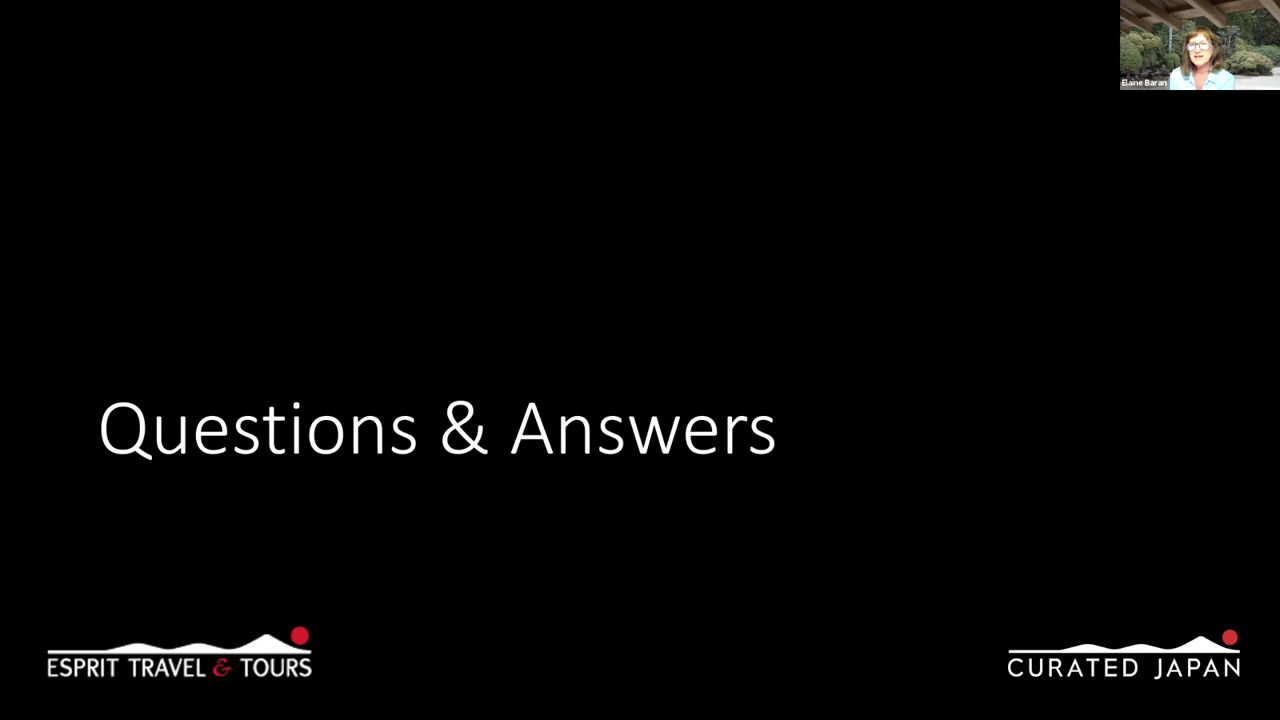 Elaine Baran
Questions & Answers
ESPRIT TRAVEL & TOURS
CURATED JAPAN